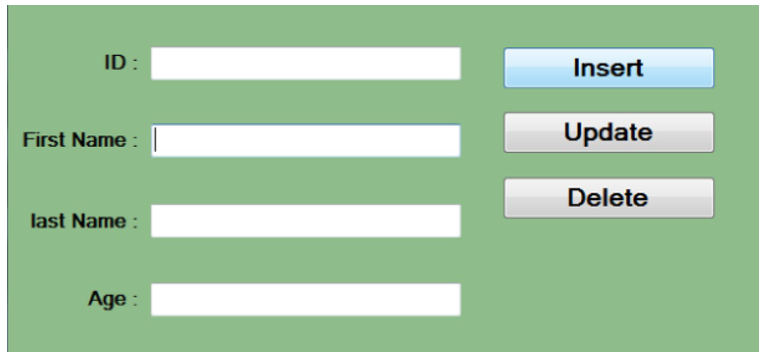 ID :
Insert
First Name :
Update
last Name :
Delete
Age :